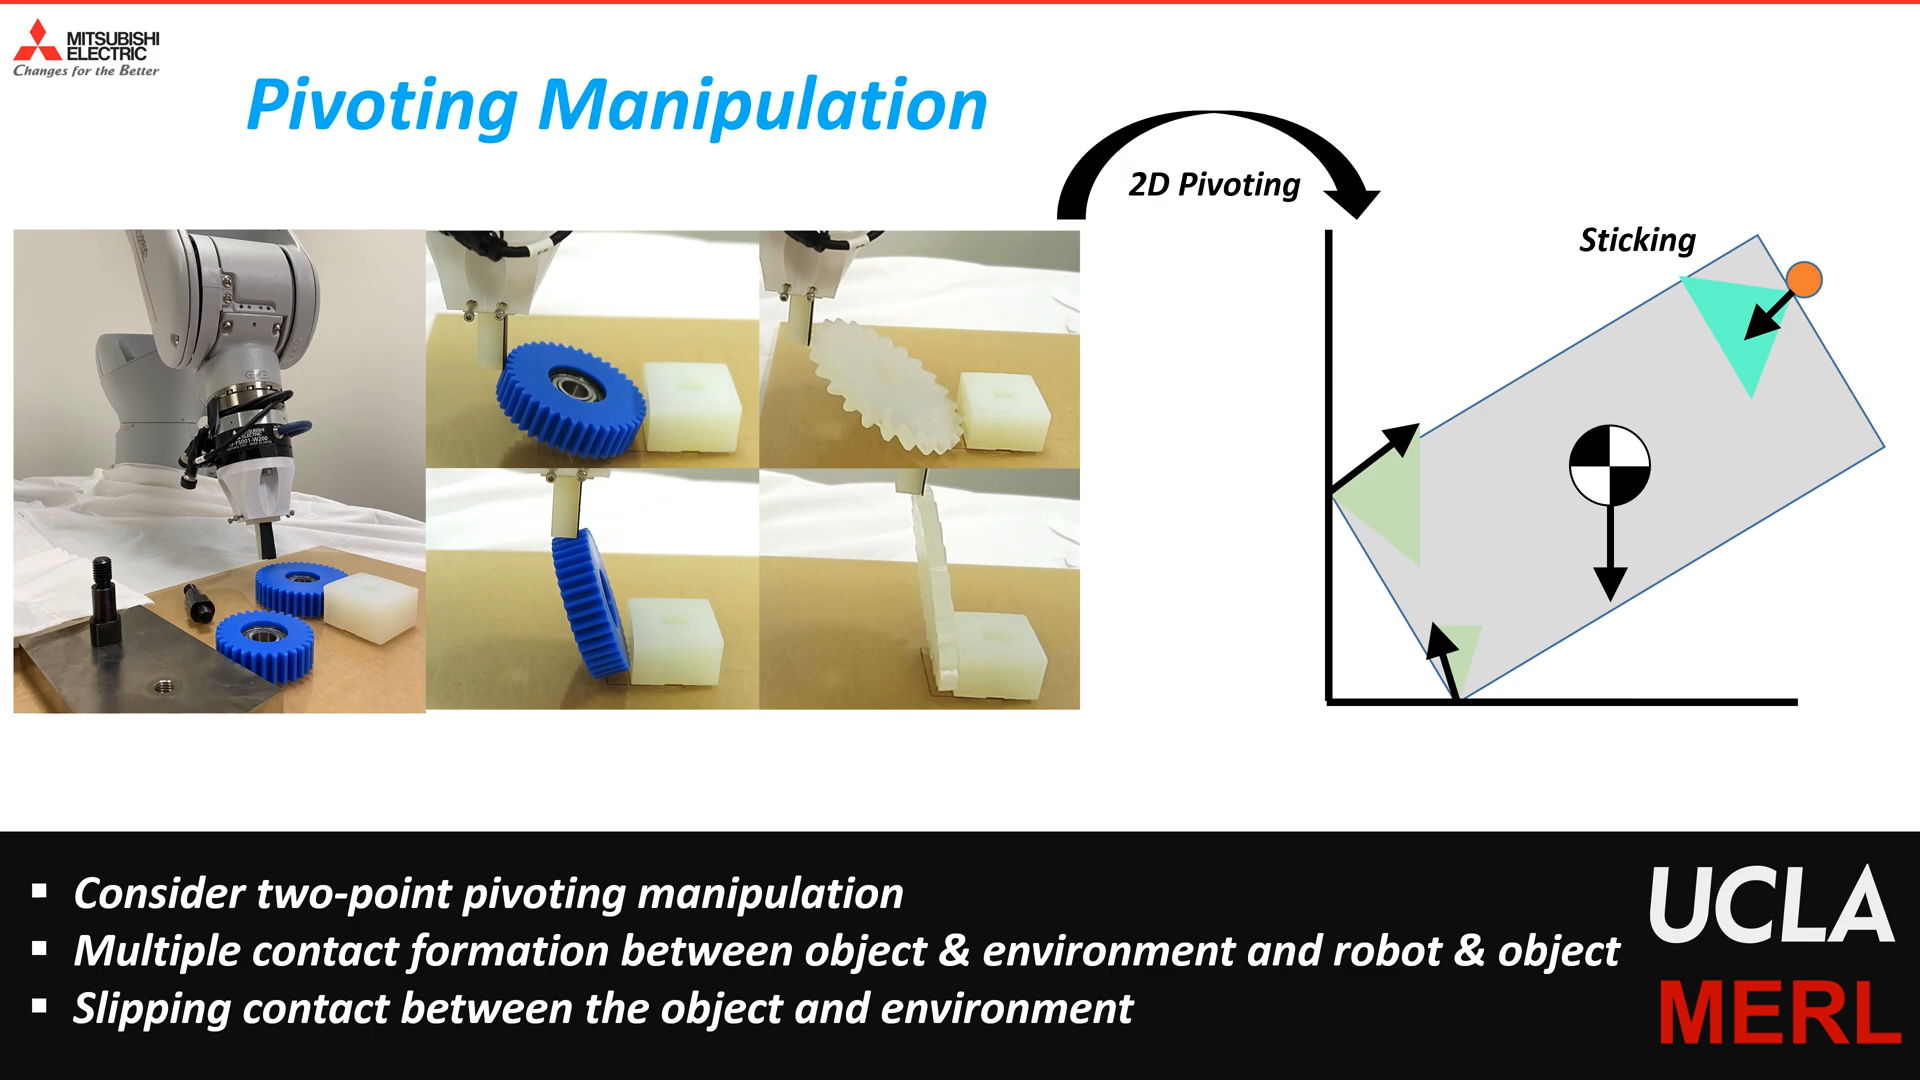 MITSUBISHI
ELECTRIC
Changes for the Better
Pivoting Manipulation
2D Pivoting
Sticking
▪ Consider two-point pivoting manipulation
▪ Multiple contact formation between object & environment and robot & object
▪ Slipping contact between the object and environment
UCLA
MERL